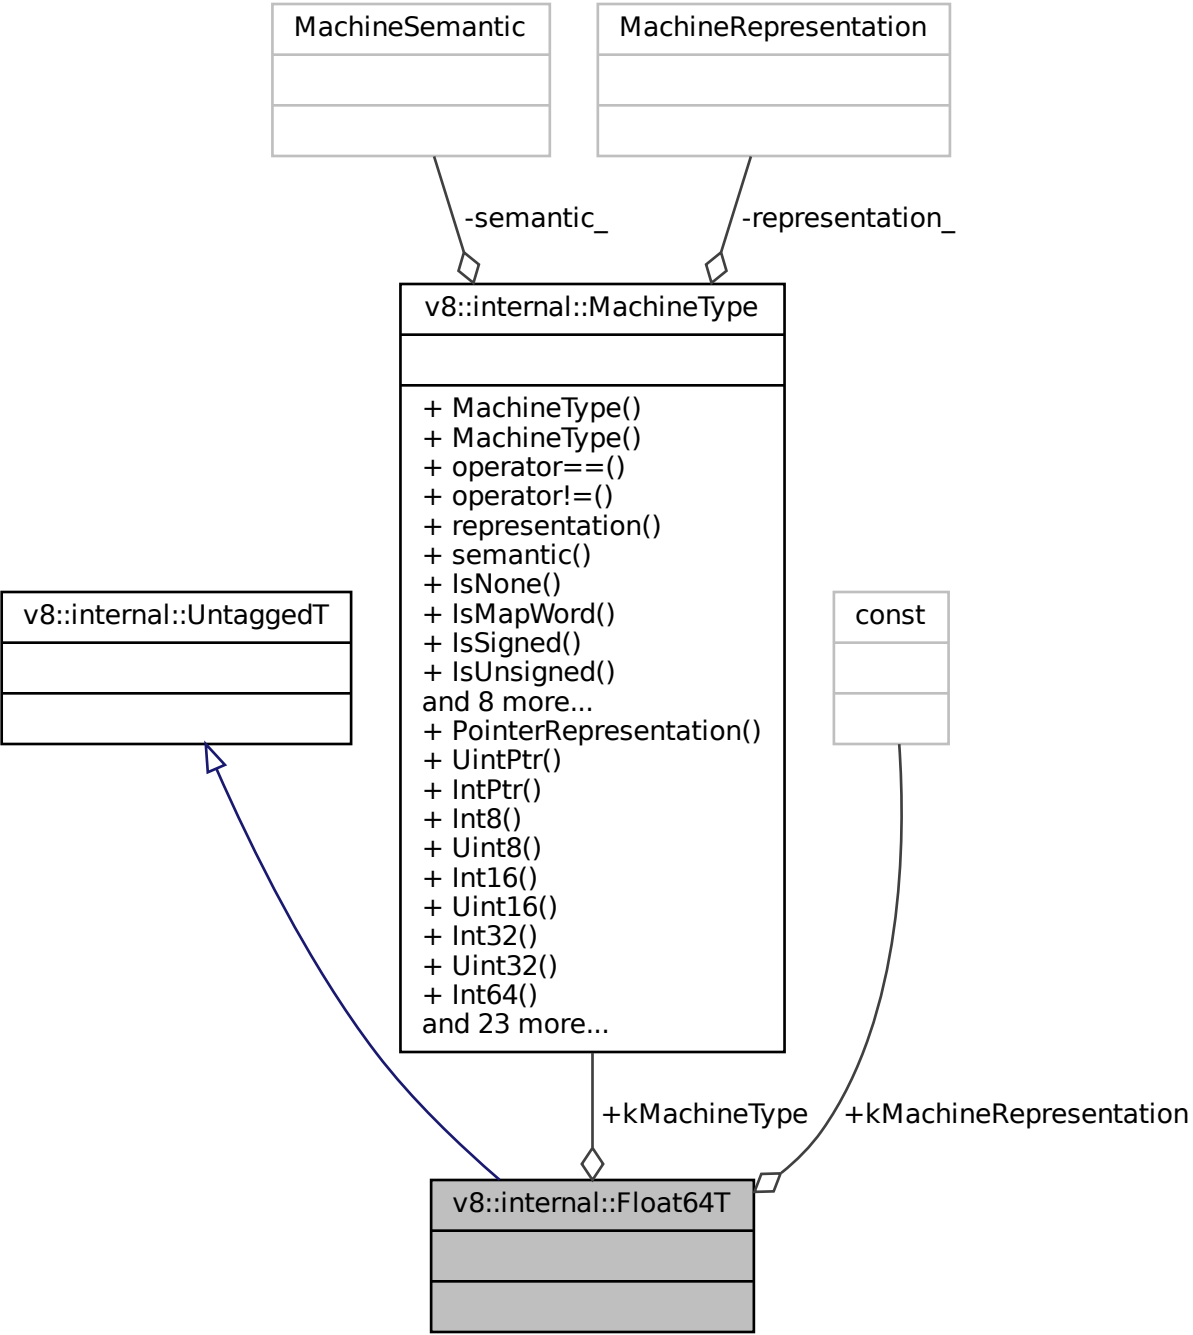 MachineSemantic
MachineRepresentation
-semantic_
-representation_
v8::internal::MachineType
+ MachineType()
+ MachineType()
+ operator==()
+ operator!=()
+ representation()
+ semantic()
+ IsNone()
+ IsMapWord()
+ IsSigned()
+ IsUnsigned()
and 8 more...
+ PointerRepresentation()
+ UintPtr()
+ IntPtr()
+ Int8()
+ Uint8()
+ Int16()
+ Uint16()
+ Int32()
+ Uint32()
+ Int64()
and 23 more...
v8::internal::UntaggedT
const
+kMachineType
+kMachineRepresentation
v8::internal::Float64T